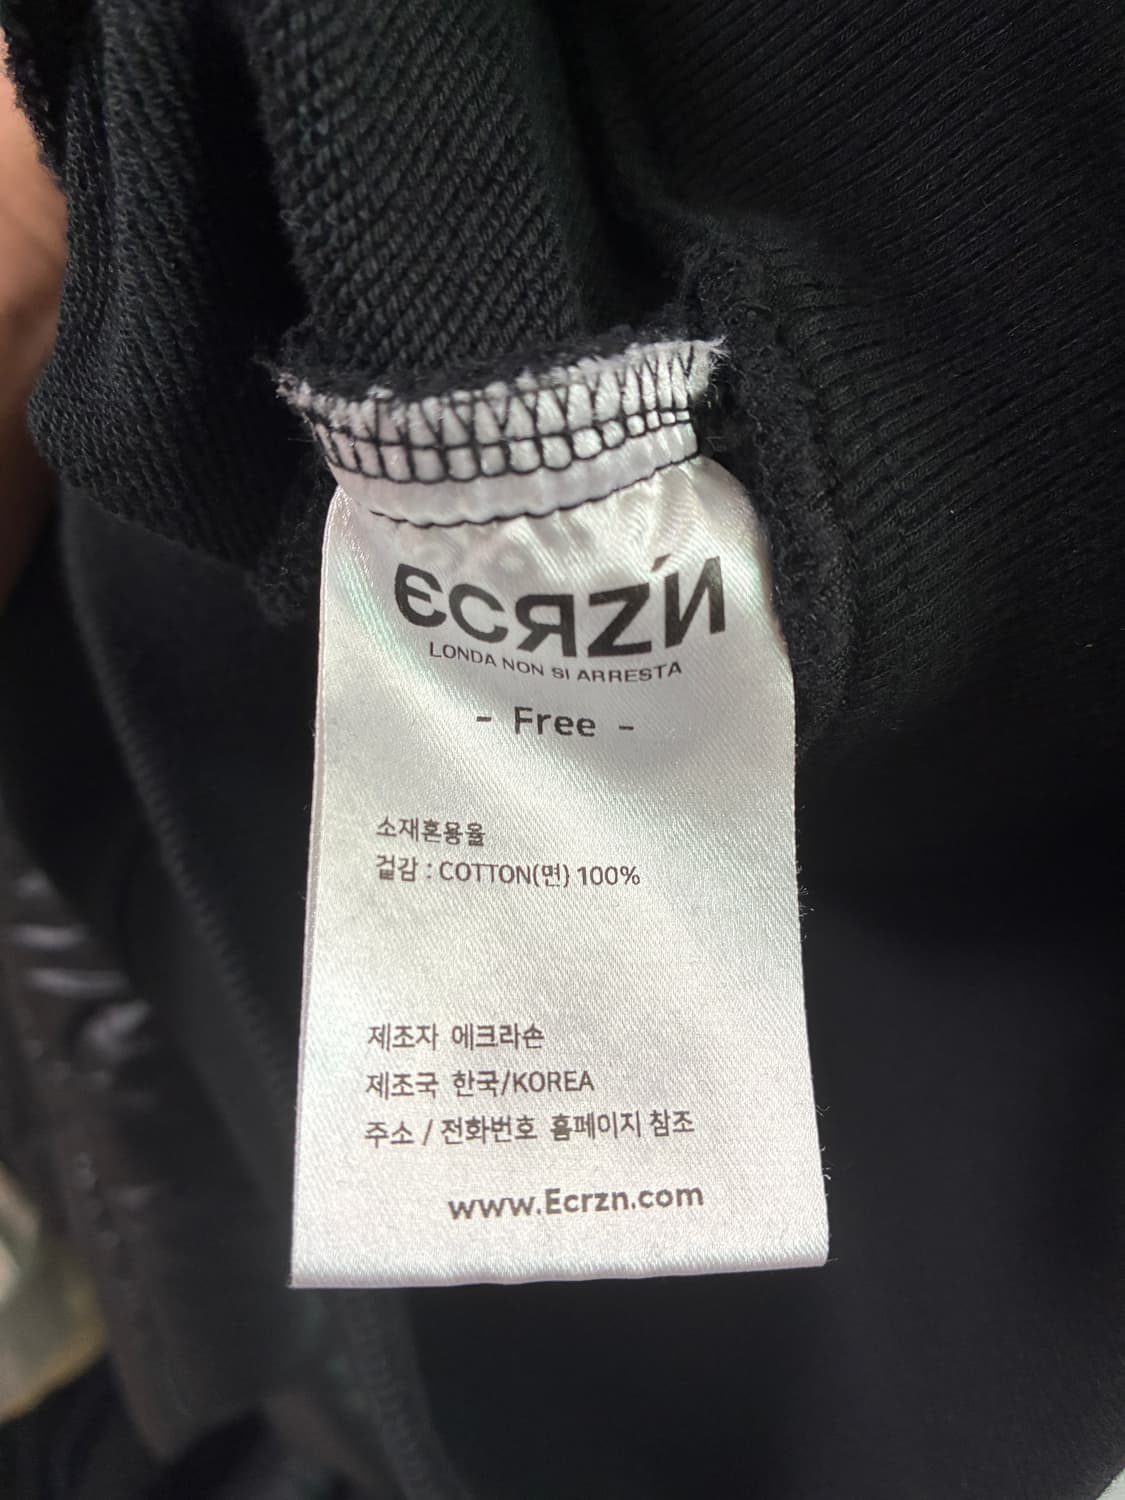 ЄCЯZŃ
LONDA NON SI ARRESTA
- Free -
소재혼용율
겉감 : COTTON(면) 100%
제조자 에크라손
제조국 한국/KOREA
주소 / 전화번호 홈페이지 참조
www.Ecrzn.com